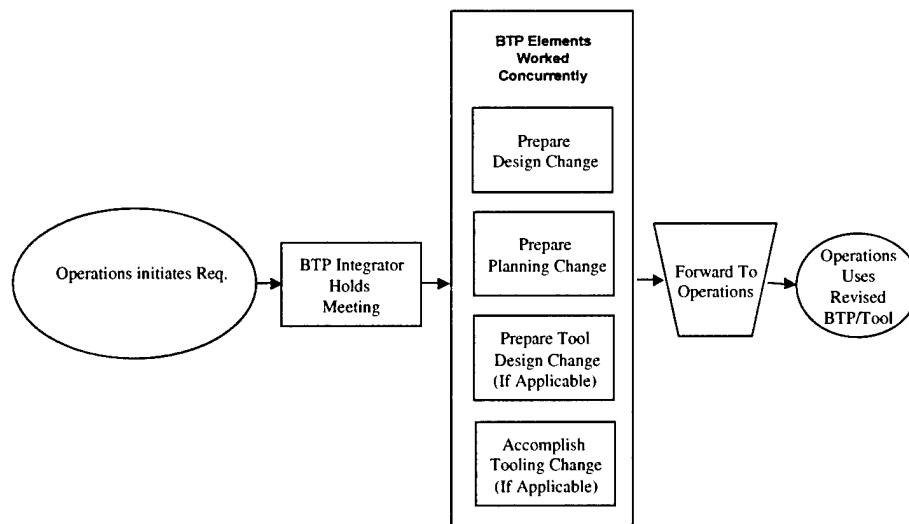 Operations initiates Req.
BTP Integrator
Holds
Meeting
BTP Elements
Worked
Concurrently
Prepare
Design Change
Prepare
Planning Change
Prepare Tool
Design Change
(If Applicable)
Accomplish
Tooling Change
(If Applicable)
Forward To
Operations
Operations
Uses
Revised
BTP/Tool